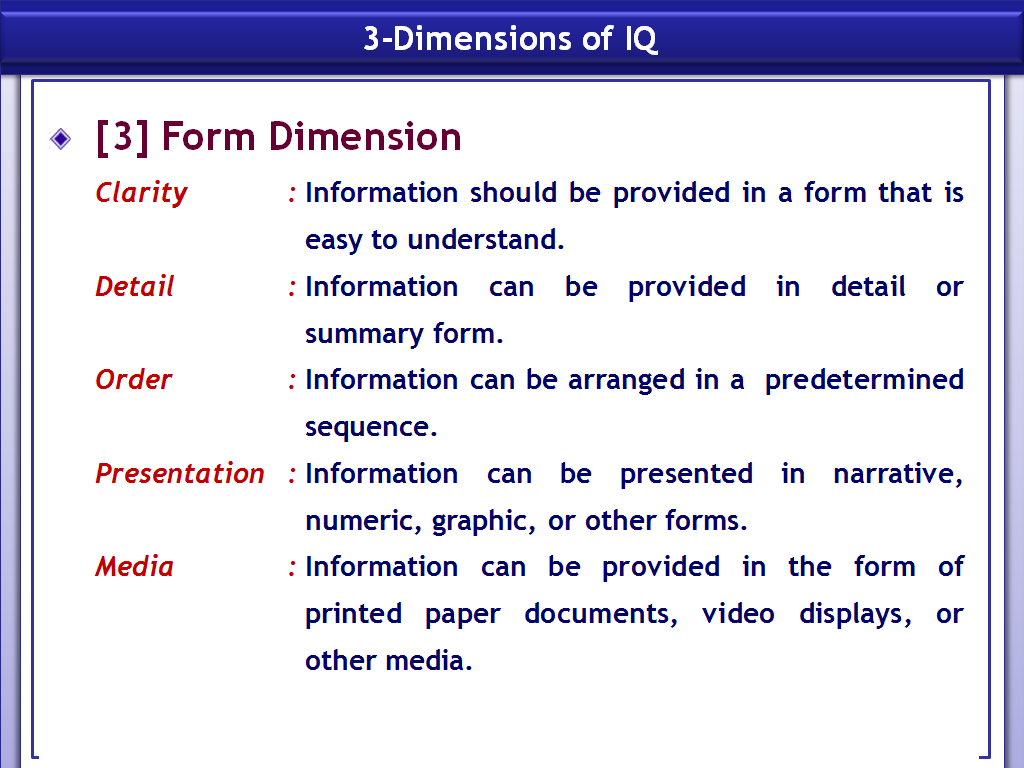 3-Dimensions of IQ
[3] Form Dimension
Clarity : Information should be provided in a form that is
easy to understand.
Detail : Information can be provided in detail or
summary form.
Order : Information can be arranged in a predetermined
sequence.
Presentation : Information can be presented in narrative,
numeric, graphic, or other forms.
Media : Information can be provided in the form of
printed paper documents, video displays, or
other media.